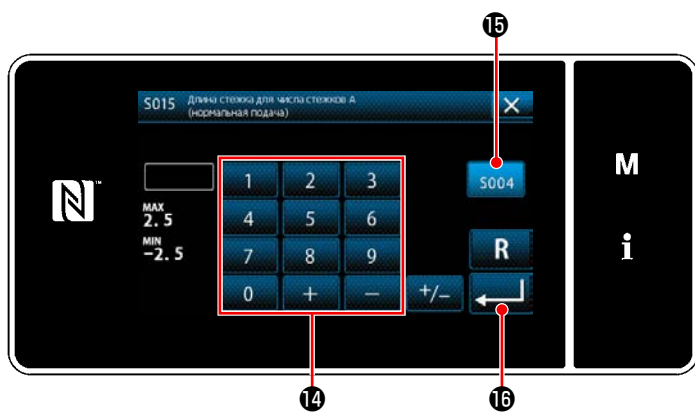 ⓯
S015 Длина стежка для числа стежков А
(нормальная подача)
X
1 2 3
S004
M
N™
MAX
2. 5
4 5 6
MIN
−2. 5
7 8 9
R
i
0 + − +/−
⓮ ⓰